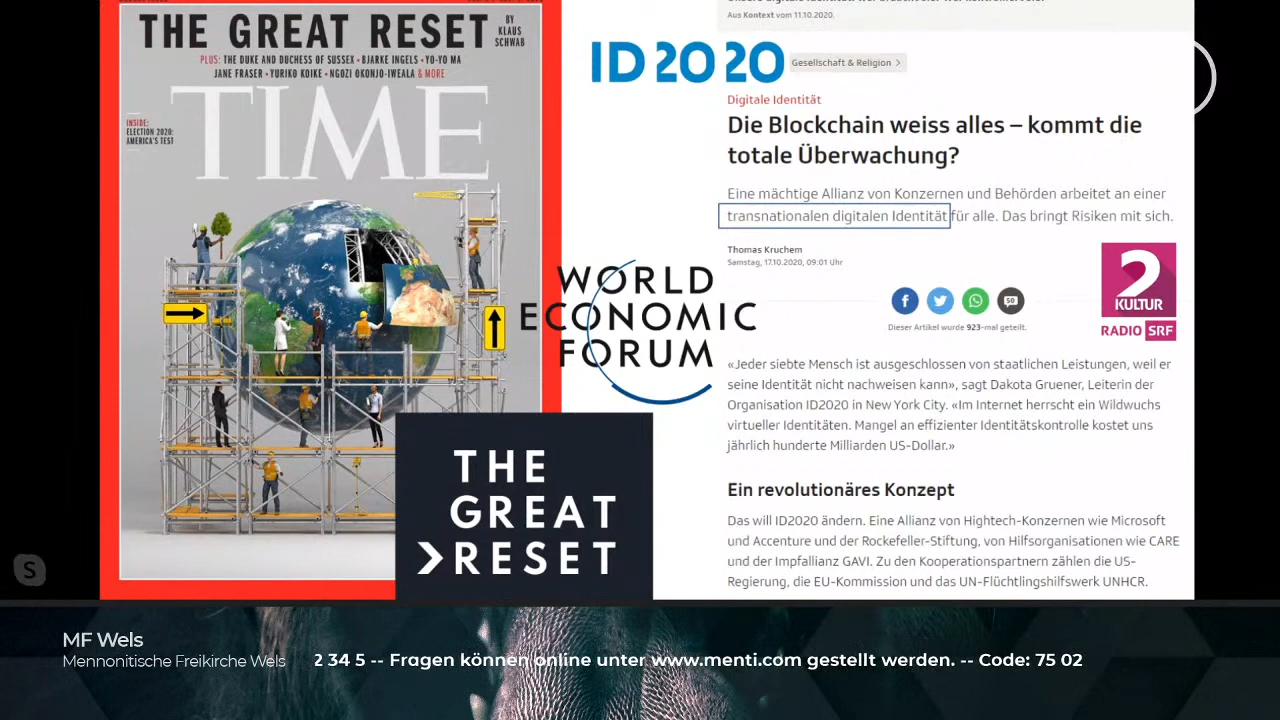 THE GREAT RESET
BY
KLAUS
SCHWAB
PLUS: THE DUKE AND DUCHESS OF SUSSEX • BJARKE INGELS • YO-YO MA
JANE FRASER • YURIKO KOIKE • NGOZI OKONJO-IWEALA & MORE
TIME
INSIDE:
ELECTION 2020:
AMERICA'S TEST
WORLD
ECONOMIC
FORUM
THE
GREAT
RESET
Aus Kontext vom 11.10.2020.
ID2020
Gesellschaft & Religion >
Digitale Identität
Die Blockchain weiss alles – kommt die
totale Überwachung?
Eine mächtige Allianz von Konzernen und Behörden arbeitet an einer
transnationalen digitalen Identität für alle. Das bringt Risiken mit sich.
Thomas Kruchem
Samstag, 17.10.2020, 09:01 Uhr
Dieser Artikel wurde 923-mal geteilt.
2
KULTUR
RADIO SRF
«Jeder siebte Mensch ist ausgeschlossen von staatlichen Leistungen, weil er
seine Identität nicht nachweisen kann», sagt Dakota Gruener, Leiterin der
Organisation ID2020 in New York City. «Im Internet herrscht ein Wildwuchs
virtueller Identitäten. Mangel an effizienter Identitätskontrolle kostet uns
jährlich hunderte Milliarden US-Dollar.»
Ein revolutionäres Konzept
Das will ID2020 ändern. Eine Allianz von Hightech-Konzernen wie Microsoft
und Accenture und der Rockefeller-Stiftung, von Hilfsorganisationen wie CARE
und der Impfallianz GAVI. Zu den Kooperationspartnern zählen die US-
Regierung, die EU-Kommission und das UN-Flüchtlingshilfswerk UNHCR.
S
MF Wels
Mennonitische Freikirche Wels
2 34 5 -- Fragen können online unter www.menti.com gestellt werden. -- Code: 75 02